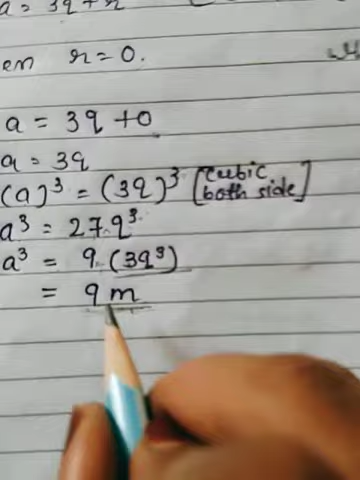 a = 3q + r
en r = 0.
a = 3q + 0
a = 3q
(a)³ = (3q)³ [cubic both side]
a³ = 27q³
a³ = 9.(3q³)
= 9m